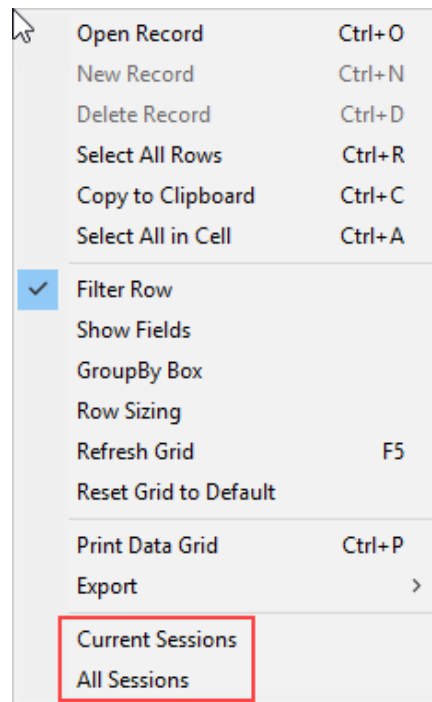 Open Record Ctrl+O
New Record Ctrl+N
Delete Record Ctrl+D
Select All Rows Ctrl+R
Copy to Clipboard Ctrl+C
Select All in Cell Ctrl+A
Filter Row
Show Fields
GroupBy Box
Row Sizing
Refresh Grid F5
Reset Grid to Default
Print Data Grid Ctrl+P
Export
Current Sessions
All Sessions